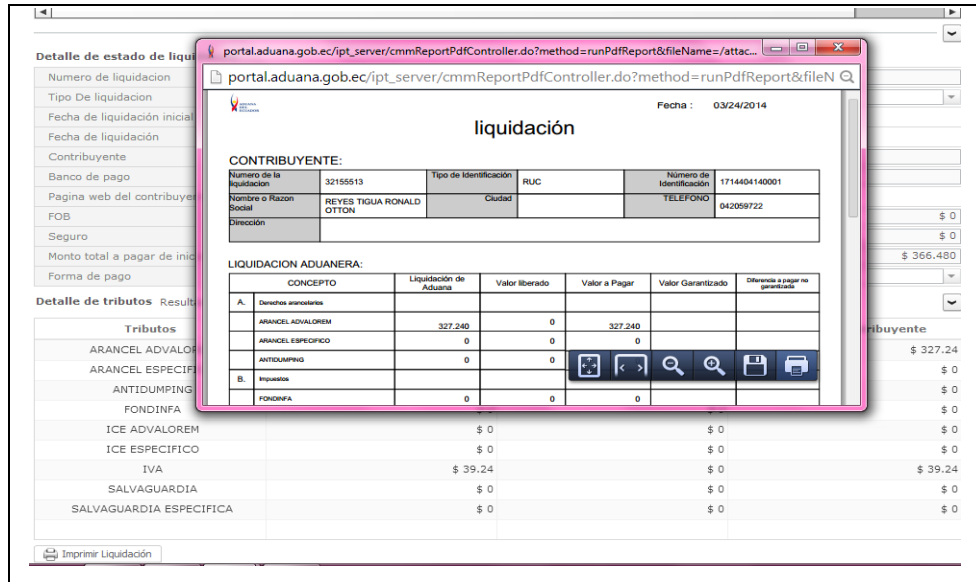 portal.aduana.gob.ec/ipt_server/cmmReportPdfController.do?method=runPdfReport&fileName=/attac...
portal.aduana.gob.ec/ipt_server/cmmReportPdfController.do?method=runPdfReport&fileN
ADUANA DEL ECUADOR
Fecha : 03/24/2014
liquidación
CONTRIBUYENTE:
Numero de la liquidacion 32155513 Tipo de Identificación RUC Número de Identificación 1714404140001
Nombre o Razon Social REYES TIGUA RONALD OTTON Ciudad TELEFONO 042059722
Dirección
LIQUIDACION ADUANERA:
CONCEPTO Liquidación de Aduana Valor liberado Valor a Pagar Valor Garantizado Diferencia a pagar no garantizada
A. Derechos arancelarios
ARANCEL ADVALOREM 327.240 0 327.240
ARANCEL ESPECIFICO 0 0 0
ANTIDUMPING 0 0
B. Impuestos
FONDINFA 0 0 0
Detalle de estado de liqui
Numero de liquidacion
Tipo De liquidacion
Fecha de liquidación inicial
Fecha de liquidación
Contribuyente
Banco de pago
Pagina web del contribuye
FOB $ 0
Seguro $ 0
Monto total a pagar de inic $ 366.480
Forma de pago
Detalle de tributos Result
Tributos ribuyente
ARANCEL ADVALO $ 327.24
ARANCEL ESPECIF $ 0
ANTIDUMPING $ 0
FONDINFA $ 0
ICE ADVALOREM $ 0 $ 0 $ 0
ICE ESPECIFICO $ 0 $ 0 $ 0
IVA $ 39.24 $ 0 $ 39.24
SALVAGUARDIA $ 0 $ 0 $ 0
SALVAGUARDIA ESPECIFICA $ 0 $ 0 $ 0
Imprimir Liquidación